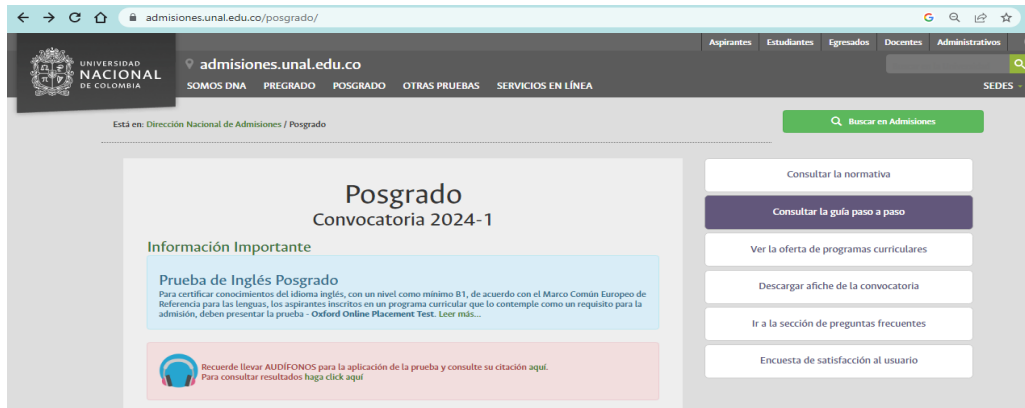 admisiones.unal.edu.co/posgrado/
Aspirantes Estudiantes Egresados Docentes Administrativos
UNIVERSIDAD
NACIONAL
DE COLOMBIA
admisiones.unal.edu.co
SOMOS DNA PREGRADO POSGRADO OTRAS PRUEBAS SERVICIOS EN LÍNEA
SEDES
Está en: Dirección Nacional de Admisiones / Posgrado
Buscar en Admisiones
Posgrado
Convocatoria 2024-1
Información Importante
Prueba de Inglés Posgrado
Para certificar conocimientos del idioma inglés, con un nivel como mínimo B1, de acuerdo con el Marco Común Europeo de
Referencia para las lenguas, los aspirantes inscritos en un programa curricular que lo contemple como un requisito para la
admisión, deben presentar la prueba - Oxford Online Placement Test. Leer más...
Recuerde llevar AUDÍFONOS para la aplicación de la prueba y consulte su citación aquí.
Para consultar resultados haga click aquí
Consultar la normativa
Consultar la guía paso a paso
Ver la oferta de programas curriculares
Descargar afiche de la convocatoria
Ir a la sección de preguntas frecuentes
Encuesta de satisfacción al usuario